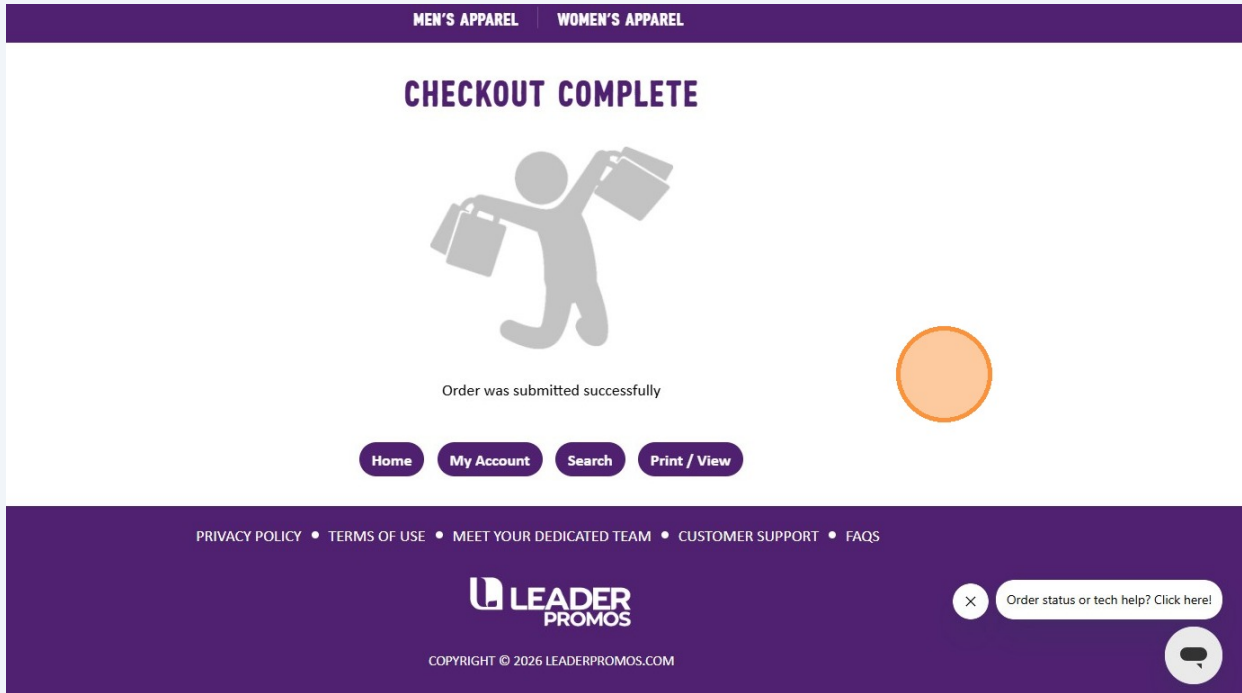 MEN'S APPAREL WOMEN'S APPAREL
CHECKOUT COMPLETE
Order was submitted successfully
Home My Account Search Print / View
PRIVACY POLICY • TERMS OF USE • MEET YOUR DEDICATED TEAM • CUSTOMER SUPPORT • FAQS
LEADER
PROMOS
Order status or tech help? Click here!
COPYRIGHT © 2026 LEADERPROMOS.COM